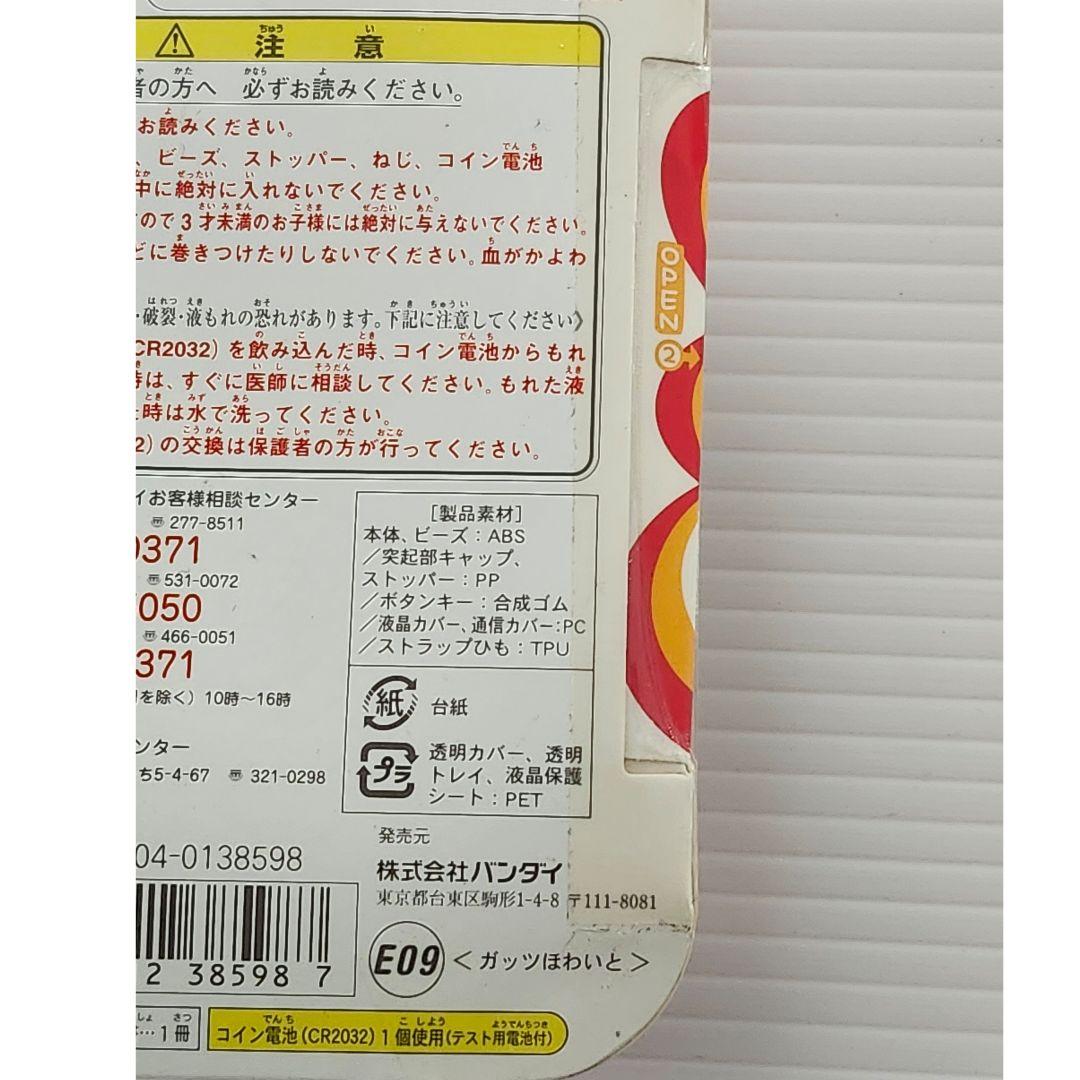 注意
者の方へ 必ずお読みください。
お読みください。
、ビーズ、ストッパー、ねじ、コイン電池
中に絶対に入れないでください。
ので3才未満のお子様には絶対に与えないでください。
どに巻きつけたりしないでください。血がかよわ
・破裂・液もれの恐れがあります。下記に注意してください〉
CR2032)を飲み込んだ時、コイン電池からもれ
時は、すぐに医師に相談してください。もれた液
た時は水で洗ってください。
2)の交換は保護者の方が行ってください。
OPEN
②
イお客様相談センター
〠277-8511
0371
〠531-0072
050
〠466-0051
371
を除く) 10時〜16時
ンター
ち5-4-67 〠321-0298
[製品素材]
本体、ビーズ:ABS
/突起部キャップ、
ストッパー:PP
/ボタンキー:合成ゴム
/液晶カバー、通信カバー:PC
/ストラップひも:TPU
紙 台紙
プラ 透明カバー、透明
トレイ、液晶保護
シート:PET
発売元
株式会社バンダイ
東京都台東区駒形1-4-8 〒111-8081
04-0138598
2 38598 7
E09 <ガッツほわいと>
…1冊
コイン電池(CR2032)1個使用(テスト用電池付)